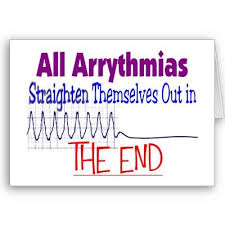 All Arrythmias
Straighten Themselves Out in
THE END